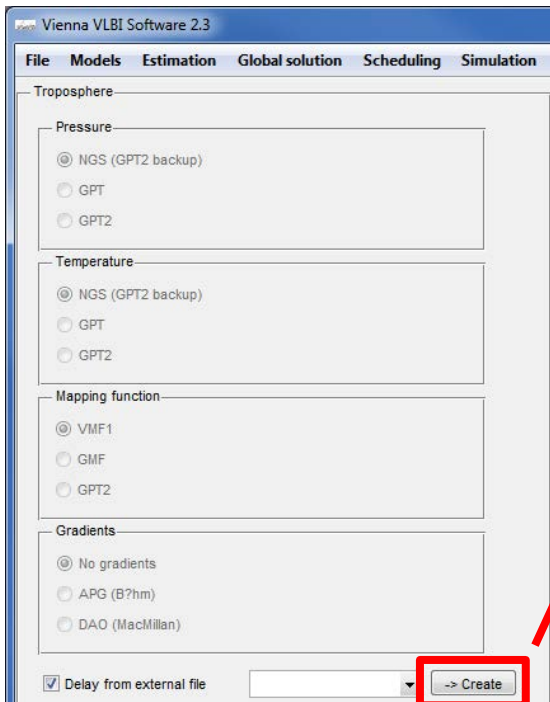 Vienna VLBI Software 2.3
File Models Estimation Global solution Scheduling Simulation
Troposphere
Pressure
NGS (GPT2 backup)
GPT
GPT2
Temperature
NGS (GPT2 backup)
GPT
GPT2
Mapping function
VMF1
GMF
GPT2
Gradients
No gradients
APG (B?hm)
DAO (MacMillan)
Delay from external file -> Create